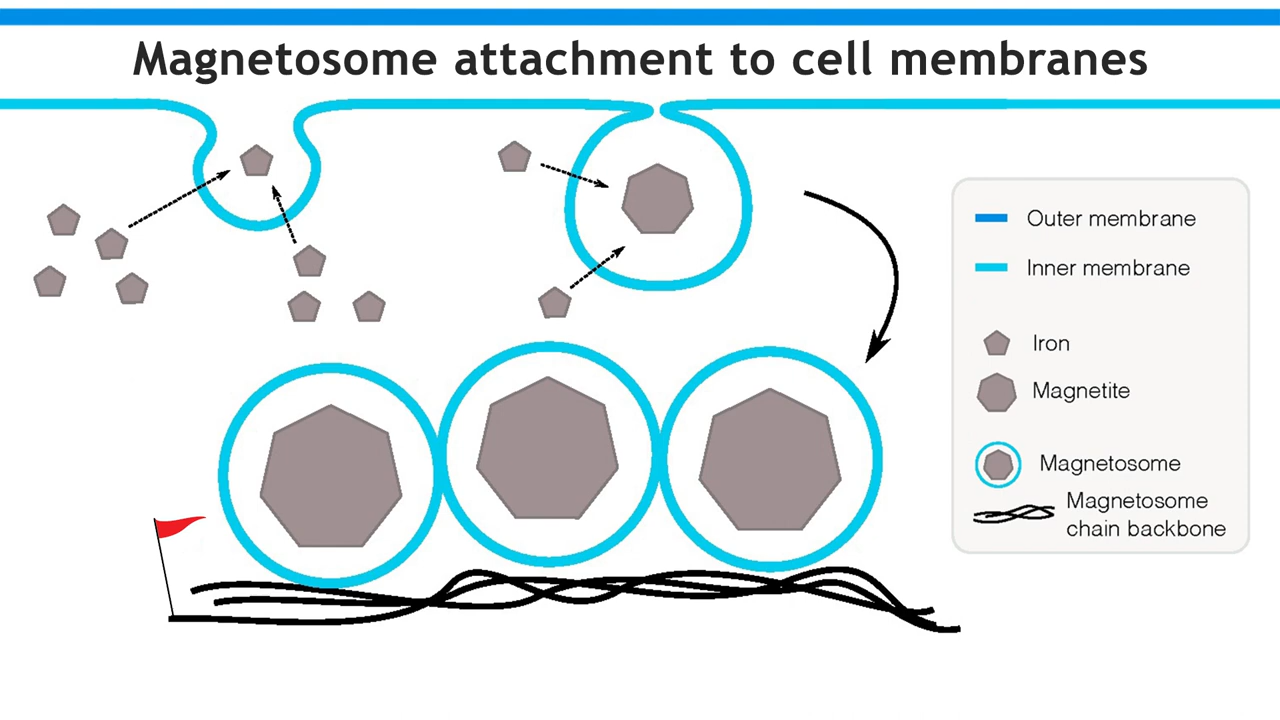 Magnetosome attachment to cell membranes
Outer membrane
Inner membrane
Iron
Magnetite
Magnetosome
Magnetosome
chain backbone